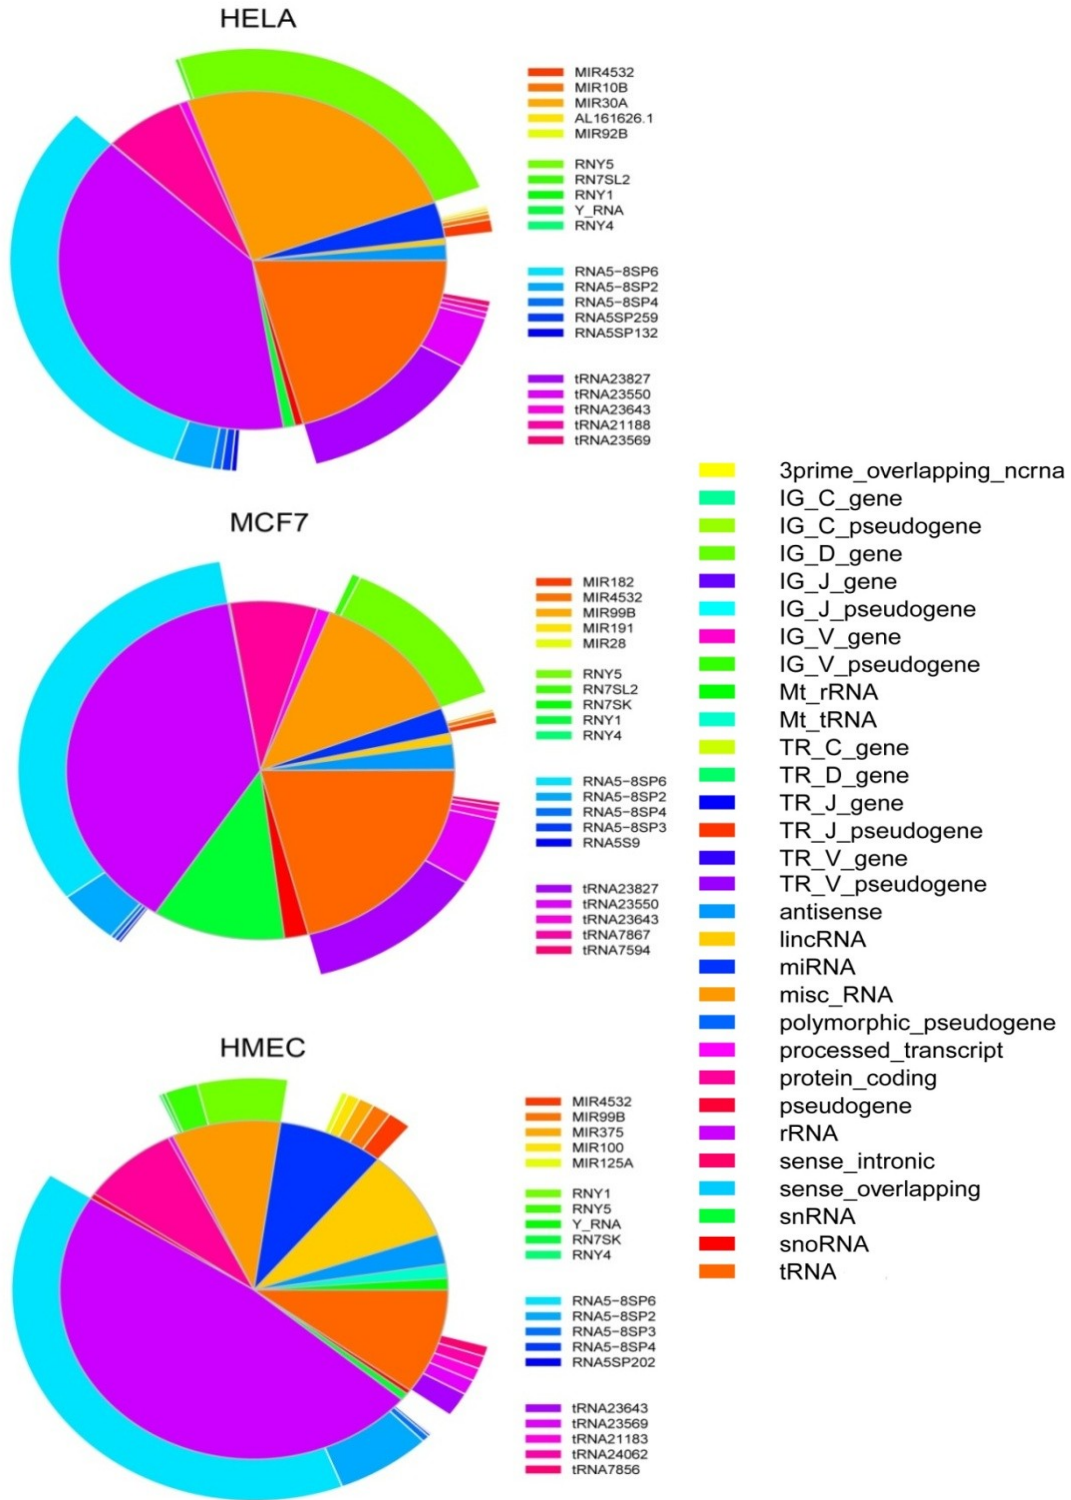 HELA
MIR4532
MIR10B
MIR30A
AL161626.1
MIR92B
RNY5
RN7SL2
RNY1
Y_RNA
RNY4
RNA5-8SP6
RNA5-8SP2
RNA5-8SP4
RNA5SP259
RNA5SP132
tRNA23827
tRNA23550
tRNA23643
tRNA21188
tRNA23569
MCF7
MIR182
MIR4532
MIR99B
MIR191
MIR28
RNY5
RN7SL2
RN7SK
RNY1
RNY4
RNA5-8SP6
RNA5-8SP2
RNA5-8SP4
RNA5-8SP3
RNA5S9
tRNA23827
tRNA23550
tRNA23643
tRNA7867
tRNA7594
HMEC
MIR4532
MIR99B
MIR375
MIR100
MIR125A
RNY1
RNY5
Y_RNA
RN7SK
RNY4
RNA5-8SP6
RNA5-8SP2
RNA5-8SP3
RNA5-8SP4
RNA5SP202
tRNA23643
tRNA23569
tRNA21183
tRNA24062
tRNA7856
3prime_overlapping_ncrna
IG_C_gene
IG_C_pseudogene
IG_D_gene
IG_J_gene
IG_J_pseudogene
IG_V_gene
IG_V_pseudogene
Mt_rRNA
Mt_tRNA
TR_C_gene
TR_D_gene
TR_J_gene
TR_J_pseudogene
TR_V_gene
TR_V_pseudogene
antisense
lincRNA
miRNA
misc_RNA
polymorphic_pseudogene
processed_transcript
protein_coding
pseudogene
rRNA
sense_intronic
sense_overlapping
snRNA
snoRNA
tRNA